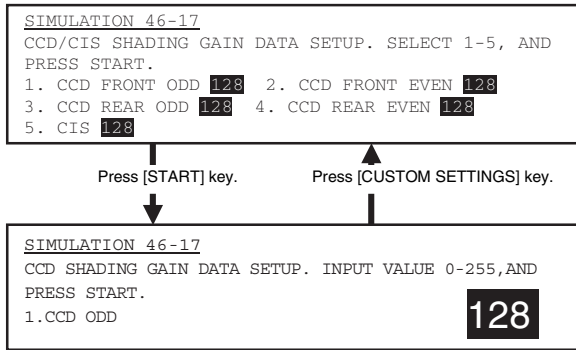 SIMULATION 46-17
CCD/CIS SHADING GAIN DATA SETUP. SELECT 1-5, AND
PRESS START.
1. CCD FRONT ODD 128 2. CCD FRONT EVEN 128
3. CCD REAR ODD 128 4. CCD REAR EVEN 128
5. CIS 128
Press [START] key. Press [CUSTOM SETTINGS] key.
SIMULATION 46-17
CCD SHADING GAIN DATA SETUP. INPUT VALUE 0-255,AND
PRESS START.
1.CCD ODD 128